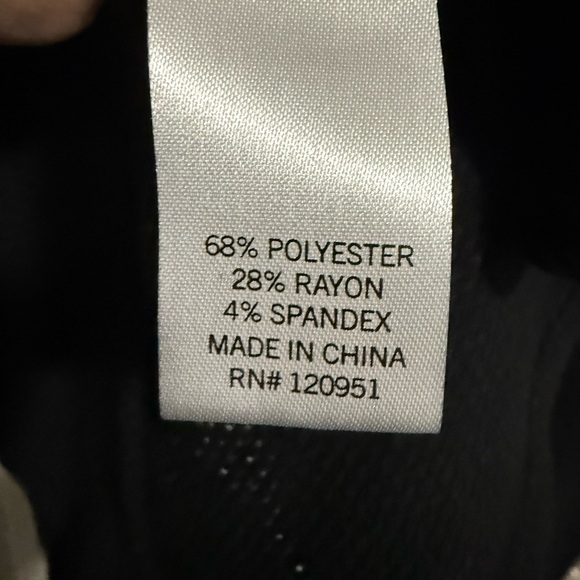 68% POLYESTER
28% RAYON
4% SPANDEX
MADE IN CHINA
RN# 120951